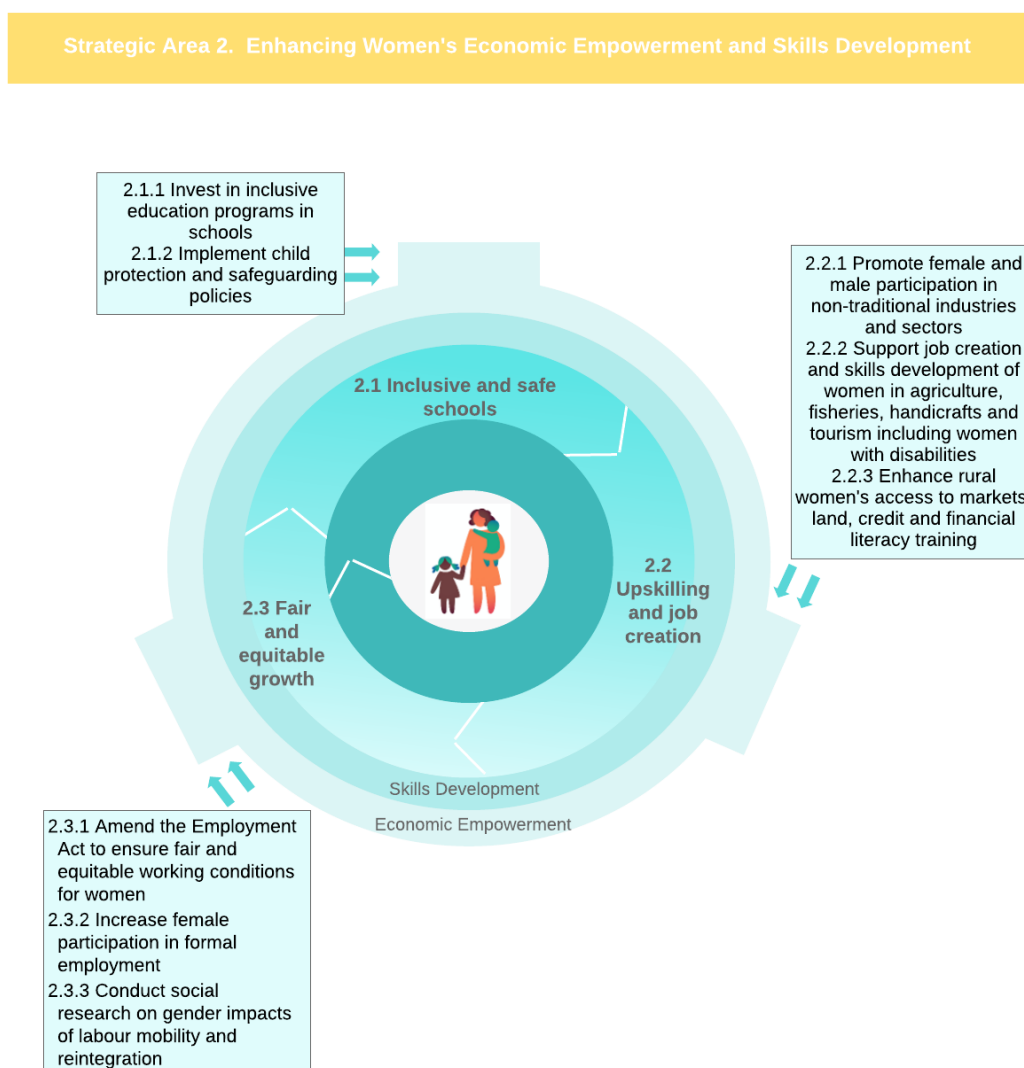 Strategic Area 2.  Enhancing Women's Economic Empowerment and Skills Development
2.1.1 Invest in inclusive
education programs in
schools
2.1.2 Implement child
protection and safeguarding
policies
2.2.1 Promote female and
male participation in
non-traditional industries
and sectors
2.2.2 Support job creation
and skills development of
women in agriculture,
fisheries, handicrafts and
tourism including women
with disabilities
2.2.3 Enhance rural
women's access to markets
land, credit and financial
literacy training
2.1 Inclusive and safe
schools
2.2
Upskilling
and job
creation
2.3 Fair
and
equitable
growth
Skills Development
Economic Empowerment
2.3.1 Amend the Employment
Act to ensure fair and
equitable working conditions
for women
2.3.2 Increase female
participation in formal
employment
2.3.3 Conduct social
research on gender impacts
of labour mobility and
reintegration